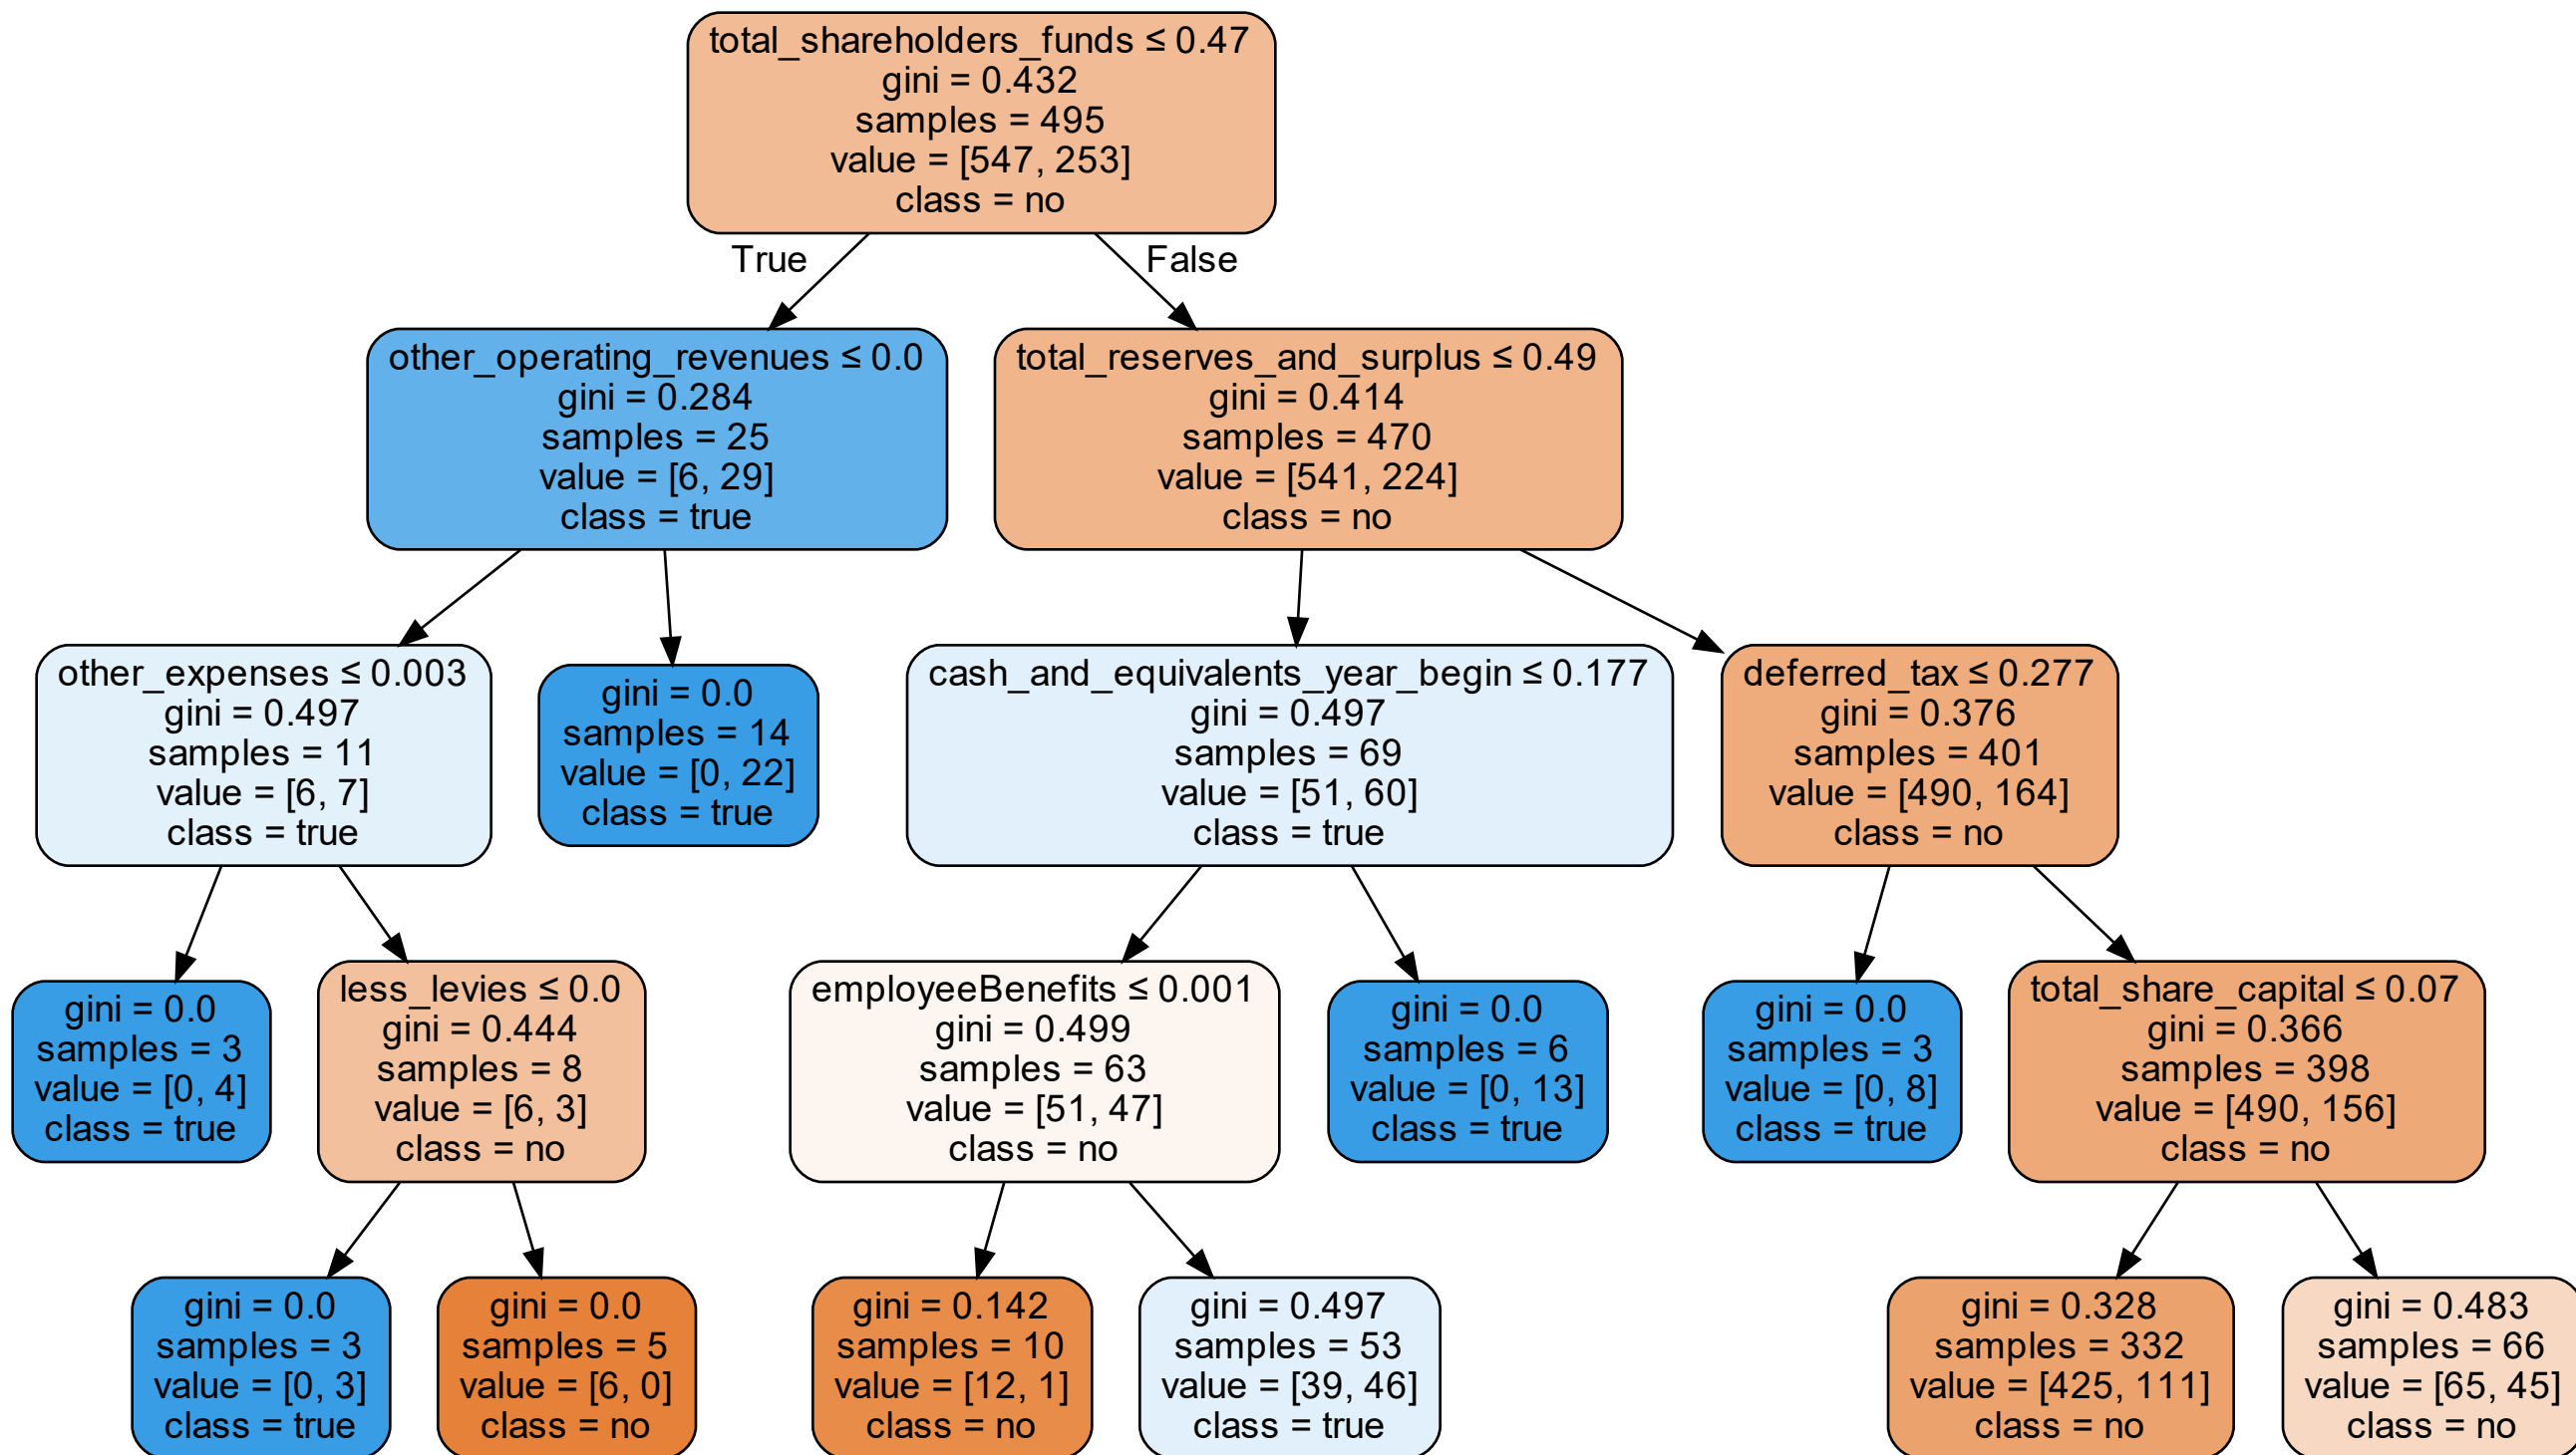 total_shareholders_funds ≤ 0.47
gini = 0.432
samples = 495
value = [547, 253]
class = no
True
False
other_operating_revenues ≤ 0.0
gini = 0.284
samples = 25
value = [6, 29]
class = true
total_reserves_and_surplus ≤ 0.49
gini = 0.414
samples = 470
value = [541, 224]
class = no
other_expenses ≤ 0.003
gini = 0.497
samples = 11
value = [6, 7]
class = true
gini = 0.0
samples = 14
value = [0, 22]
class = true
cash_and_equivalents_year_begin ≤ 0.177
gini = 0.497
samples = 69
value = [51, 60]
class = true
deferred_tax ≤ 0.277
gini = 0.376
samples = 401
value = [490, 164]
class = no
gini = 0.0
samples = 3
value = [0, 4]
class = true
less_levies ≤ 0.0
gini = 0.444
samples = 8
value = [6, 3]
class = no
employeeBenefits ≤ 0.001
gini = 0.499
samples = 63
value = [51, 47]
class = no
gini = 0.0
samples = 6
value = [0, 13]
class = true
gini = 0.0
samples = 3
value = [0, 8]
class = true
total_share_capital ≤ 0.07
gini = 0.366
samples = 398
value = [490, 156]
class = no
gini = 0.0
samples = 3
value = [0, 3]
class = true
gini = 0.0
samples = 5
value = [6, 0]
class = no
gini = 0.142
samples = 10
value = [12, 1]
class = no
gini = 0.497
samples = 53
value = [39, 46]
class = true
gini = 0.328
samples = 332
value = [425, 111]
class = no
gini = 0.483
samples = 66
value = [65, 45]
class = no